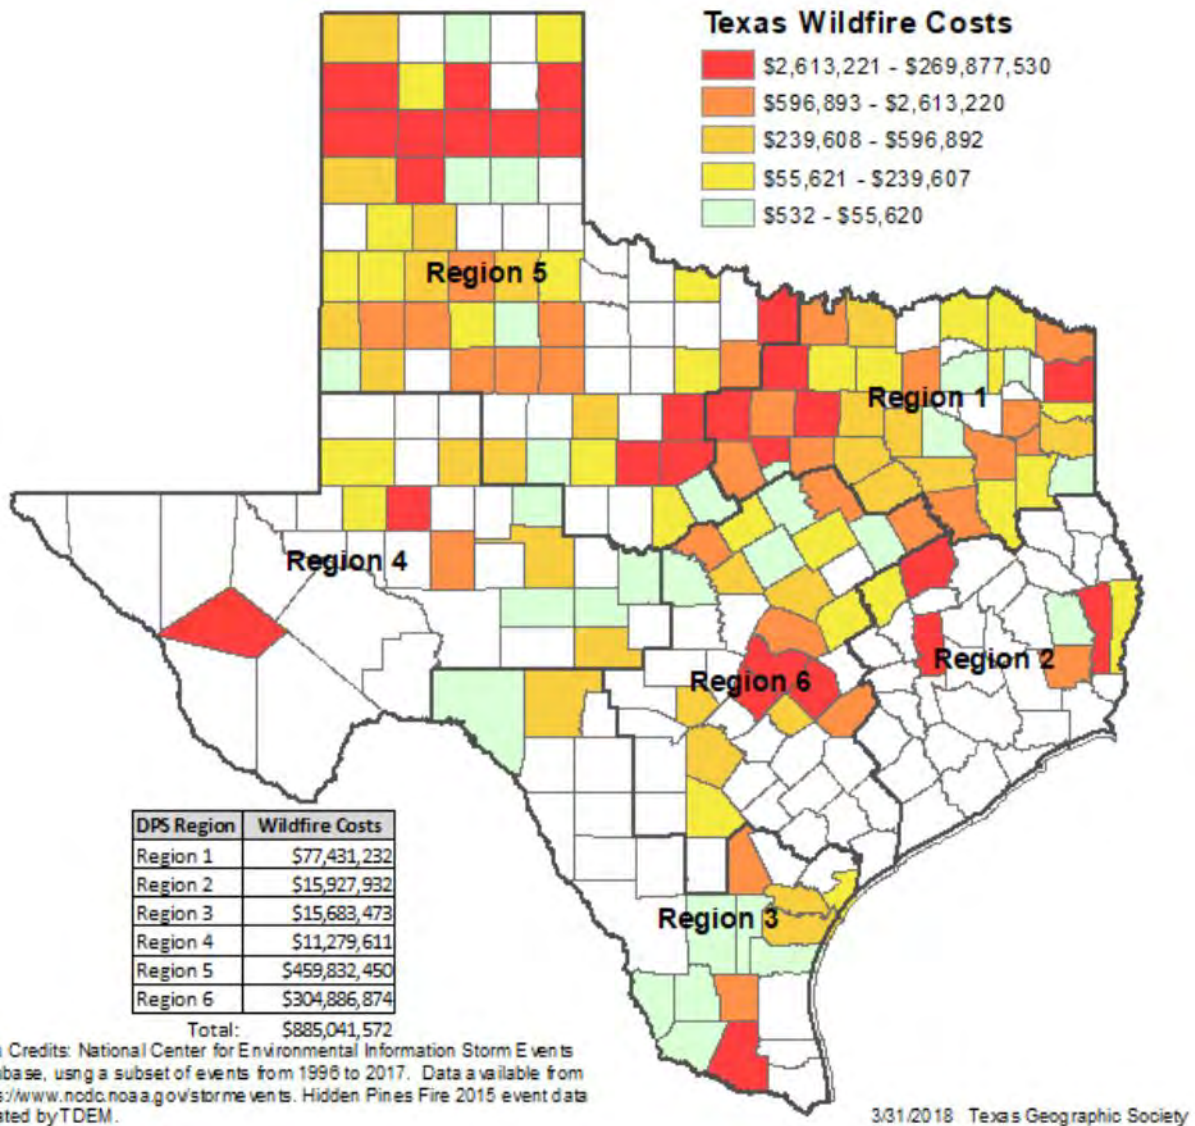 Texas Wildfire Costs
$2,613,221 - $269,877,530
$596,893 - $2,613,220
$239,608 - $596,892
$55,621 - $239,607
$532 - $55,620
Region 5
Region 1
Region 4
Region 2
Region 6
Region 3
DPS Region Wildfire Costs
Region 1 $77,431,232
Region 2 $15,927,932
Region 3 $15,683,473
Region 4 $11,279,611
Region 5 $459,832,450
Region 6 $304,886,874
Total: $885,041,572
Credits: National Center for Environmental Information Storm Events
base, usng a subset of events from 1996 to 2017. Data available from
s://www.ncdc.noaa.gov/stormevents. Hidden Pines Fire 2015 event data
ated by TDEM.
3/31/2018 Texas Geographic Society